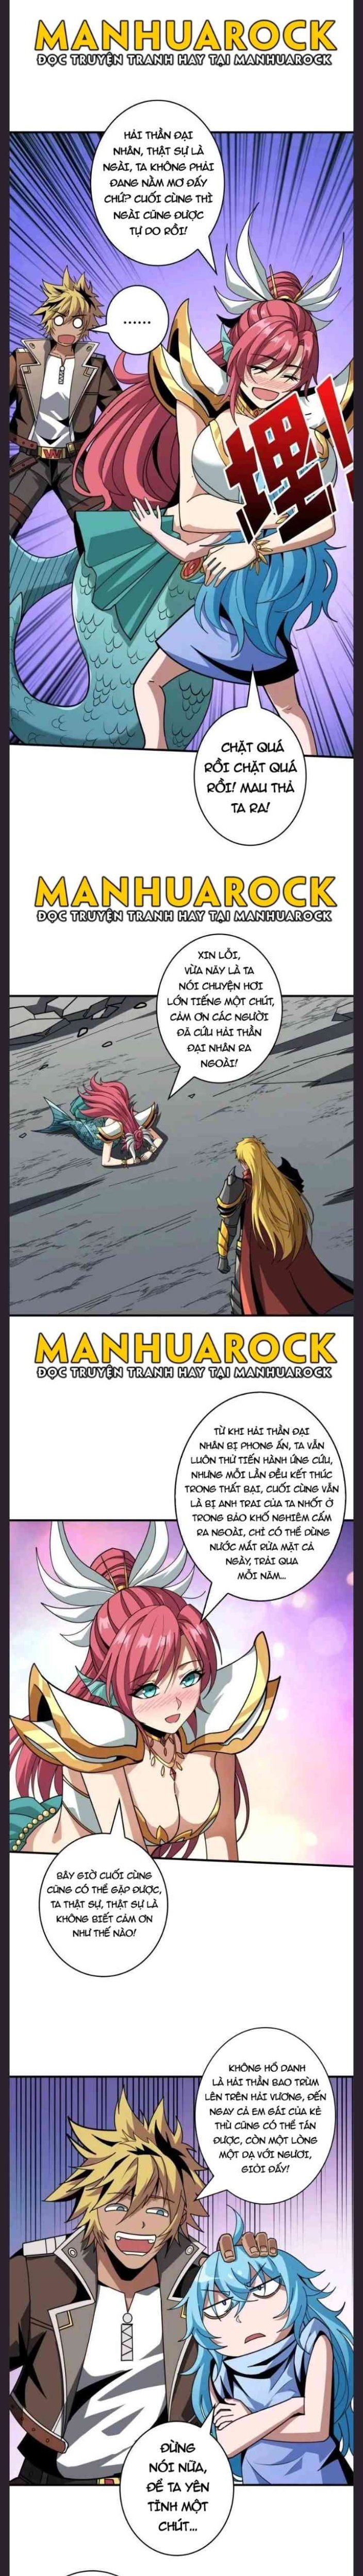 MANHUAROCK
ĐỌC TRUYỆN TRANH HAY TẠI MANHUAROCK
HẢI THẦN ĐẠI
NHÂN, THẬT SỰ LÀ
NGÀI, TA KHÔNG PHẢI
ĐANG NẰM MƠ ĐẤY
CHỨ? CUỐI CÙNG THÌ
NGÀI CŨNG ĐƯỢC
TỰ DO RỒI!
......
埋!
CHẶT QUÁ
RỒI CHẶT QUÁ
RỒI! MAU THẢ
TA RA!
MANHUAROCK
ĐỌC TRUYỆN TRANH HAY TẠI MANHUAROCK
XIN LỖI,
VỪA NÃY LÀ TA
NÓI CHUYỆN HƠI
LỚN TIẾNG MỘT CHÚT,
CẢM ƠN CÁC NGƯƠI
ĐÃ CỨU HẢI THẦN
ĐẠI NHÂN RA
NGOÀI!
MANHUAROCK
ĐỌC TRUYỆN TRANH HAY TẠI MANHUAROCK
TỪ KHI HẢI THẦN ĐẠI
NHÂN BỊ PHONG ẤN, TA VẪN
LUÔN THỬ TIẾN HÀNH ỨNG CỨU,
NHƯNG MỖI LẦN ĐỀU KẾT THÚC
TRONG THẤT BẠI, CUỐI CÙNG VẪN
LÀ BỊ ANH TRAI CỦA TA NHỐT Ở
TRONG BẢO KHỐ NGHIÊM CẤM
RA NGOÀI, CHỈ CÓ THỂ DÙNG
NƯỚC MẮT RỬA MẶT CẢ
NGÀY, TRẢI QUA
MỖI NĂM...
BÂY GIỜ CUỐI CÙNG
CŨNG CÓ THỂ GẶP ĐƯỢC,
TA THẬT SỰ, THẬT SỰ LÀ
KHÔNG BIẾT CẢM ƠN
NHƯ THẾ NÀO!
KHÔNG HỔ DANH
LÀ HẢI THẦN BAO TRÙM
LÊN TRÊN HẢI VƯƠNG, ĐẾN
NGAY CẢ EM GÁI CỦA KẺ
THÙ CŨNG CÓ THỂ TÁN
ĐƯỢC, CÒN MỘT LÒNG
MỘT DẠ VỚI NGƯƠI,
GIỎI ĐẤY!
ĐỪNG
NÓI NỮA,
ĐỂ TA YÊN
TĨNH MỘT
CHÚT...